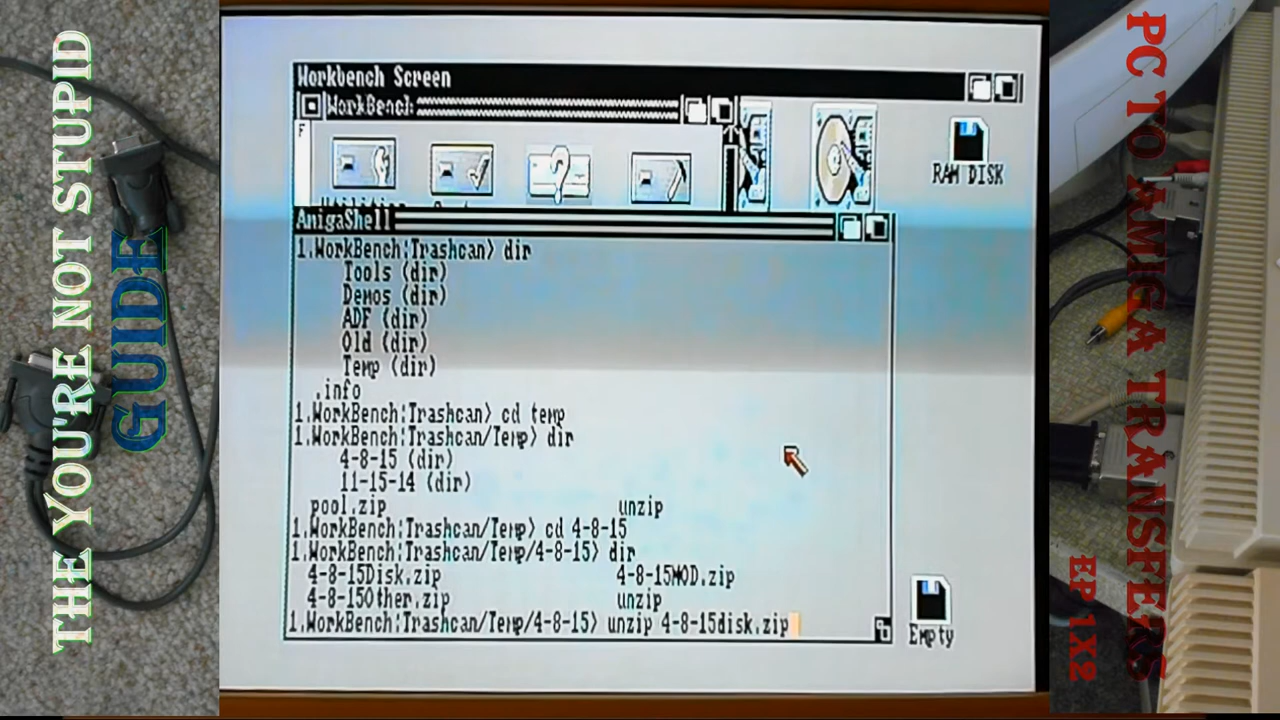 THE YOU'RE NOT STUPID
GUIDE
Workbench Screen
WorkBench
F
RAM DISK
AmigaShell
1.WorkBench:Trashcan> dir
Tools (dir)
Demos (dir)
ADF (dir)
Old (dir)
Temp (dir)
.info
1.WorkBench:Trashcan> cd temp
1.WorkBench:Trashcan/Temp> dir
4-8-15 (dir)
11-15-14 (dir)
pool.zip unzip
1.WorkBench:Trashcan/Temp> cd 4-8-15
1.WorkBench:Trashcan/Temp/4-8-15> dir
4-8-15Disk.zip 4-8-15MOD.zip
4-8-15Other.zip unzip
1.WorkBench:Trashcan/Temp/4-8-15> unzip 4-8-15disk.zip
Empty
PC TO AMIGA TRANSFERS
EP 1X2